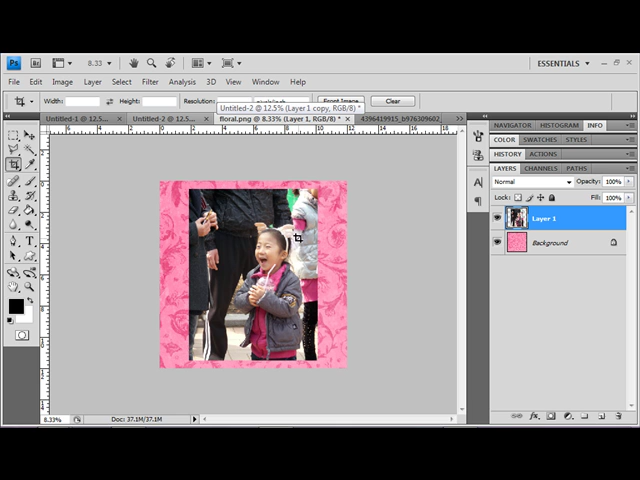 Ps Br 8.33 ESSENTIALS
File Edit Image Layer Select Filter Analysis 3D View Window Help
Width: Height: Resolution: Front Image Clear
Untitled-2 @ 12.5% (Layer 1 copy, RGB/8) *
Untitled-1 @ 12.5... Untitled-2 @ 12.5... floral.png @ 8.33% (Layer 1, RGB/8) * 4396419915_b976309602
NAVIGATOR HISTOGRAM INFO
COLOR SWATCHES STYLES
HISTORY ACTIONS
LAYERS CHANNELS PATHS
Normal Opacity: 100%
Lock: Fill: 100%
Layer 1
Background
8.33% Doc: 37.1M/37.1M